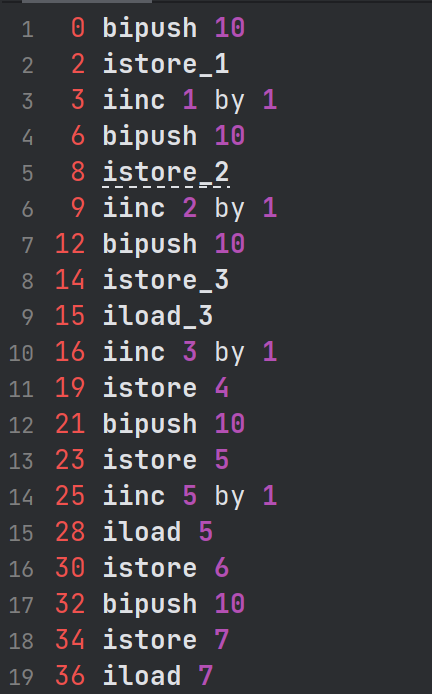 1 0 bipush 10
2 2 istore_1
3 3 iinc 1 by 1
4 6 bipush 10
5 8 istore_2
6 9 iinc 2 by 1
7 12 bipush 10
8 14 istore_3
9 15 iload_3
10 16 iinc 3 by 1
11 19 istore 4
12 21 bipush 10
13 23 istore 5
14 25 iinc 5 by 1
15 28 iload 5
16 30 istore 6
17 32 bipush 10
18 34 istore 7
19 36 iload 7